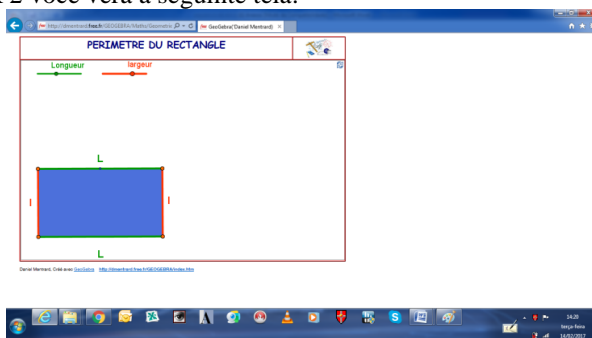 2 você verá a seguinte tela:
GeoGebra(Daniel Mentrard)
PERIMETRE DU RECTANGLE
Longueur
largeur
L
l
l
L
Daniel Mentrard, Créé avec GeoGebra
14:20
terça-feira
14/02/2017